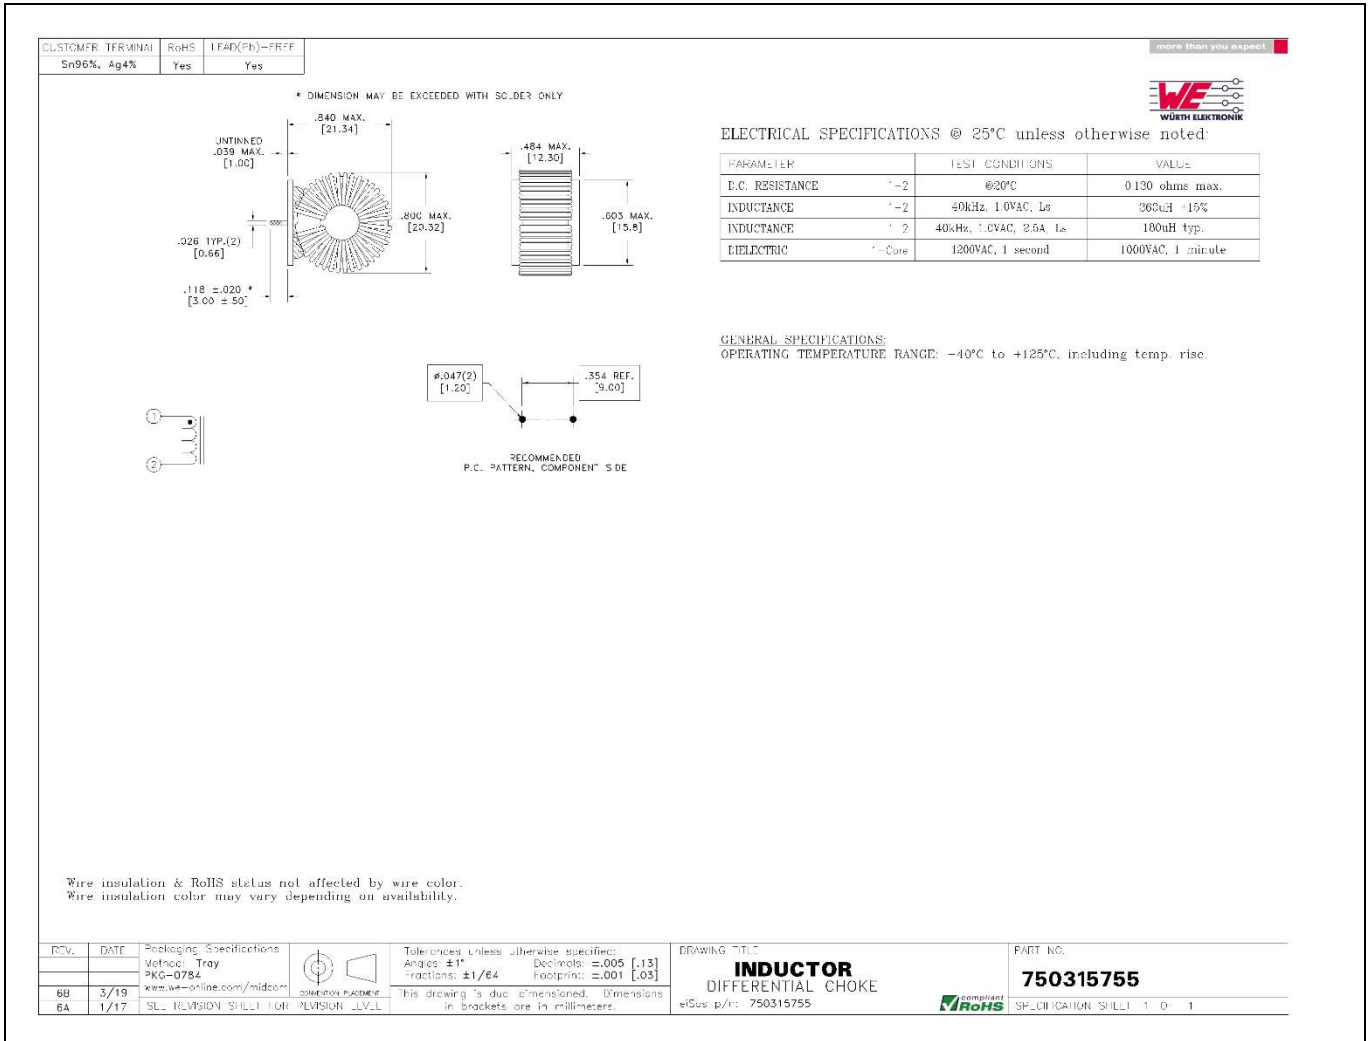 CUSTOMER TERMINAL RoHS LEAD(Pb)-FREE
Sn96%, Ag4% Yes Yes
more than you expect
WE
WÜRTH ELEKTRONIK
* DIMENSION MAY BE EXCEEDED WITH SOLDER ONLY
.840 MAX.
[21.34]
UNTINNED
.039 MAX.
[1.00]
.800 MAX.
[20.32]
.026 TYP.(2)
[0.66]
.118 ±.020 *
[3.00 ± 50]
.484 MAX.
[12.30]
.603 MAX.
[15.8]
ELECTRICAL SPECIFICATIONS @ 25°C unless otherwise noted:
PARAMETER TEST CONDITIONS VALUE
D.C. RESISTANCE 1-2 @20°C 0.130 ohms max.
INDUCTANCE 1-2 40kHz, 1.0VAC, Ls 360uH ±15%
INDUCTANCE 1-2 40kHz, 1.0VAC, 2.5A, Ls 180uH typ.
DIELECTRIC 1-Core 1200VAC, 1 second 1000VAC, 1 minute
GENERAL SPECIFICATIONS:
OPERATING TEMPERATURE RANGE: -40°C to +125°C, including temp. rise.
ø.047(2)
[1.20]
.354 REF.
[9.00]
RECOMMENDED
P.C. PATTERN, COMPONENT SIDE
1
2
Wire insulation & RoHS status not affected by wire color.
Wire insulation color may vary depending on availability.
REV. DATE
6B 3/19
6A 1/17
Packaging Specifications
Method: Tray
PKG-0784
www.we-online.com/midcom
SEE REVISION SHEET FOR REVISION LEVEL
CONVENTION PLACEMENT
Tolerances unless otherwise specified:
Angles: ±1° Decimals: ±.005 [.13]
Fractions: ±1/64 Footprint: ±.001 [.03]
This drawing is dual dimensioned. Dimensions
in brackets are in millimeters.
DRAWING TITLE
INDUCTOR
DIFFERENTIAL CHOKE
eiSos p/n: 750315755
compliant
RoHS
PART NO.
750315755
SPECIFICATION SHEET 1 OF 1